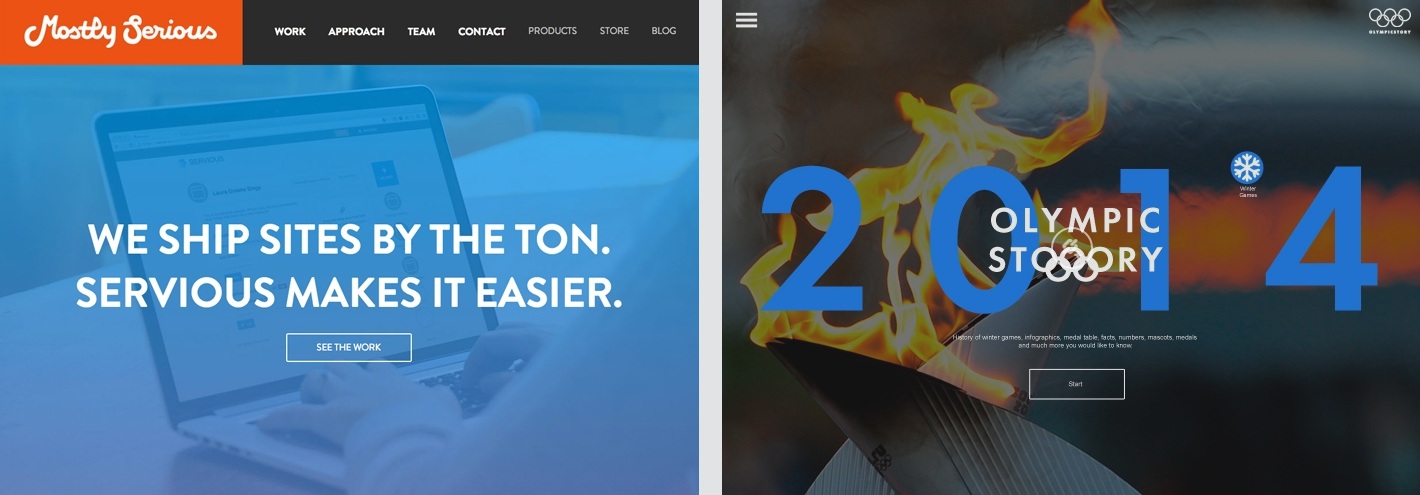 Mostly Serious
WORK APPROACH TEAM CONTACT PRODUCTS STORE BLOG
SERVIOUS
WE SHIP SITES BY THE TON.
SERVIOUS MAKES IT EASIER.
SEE THE WORK
OLYMPICSTORY
2014
Winter
Games
OLYMPIC
STOOORY
History of winter games, infographics, medal table, facts, numbers, mascots, medals
and much more you would like to know.
Start